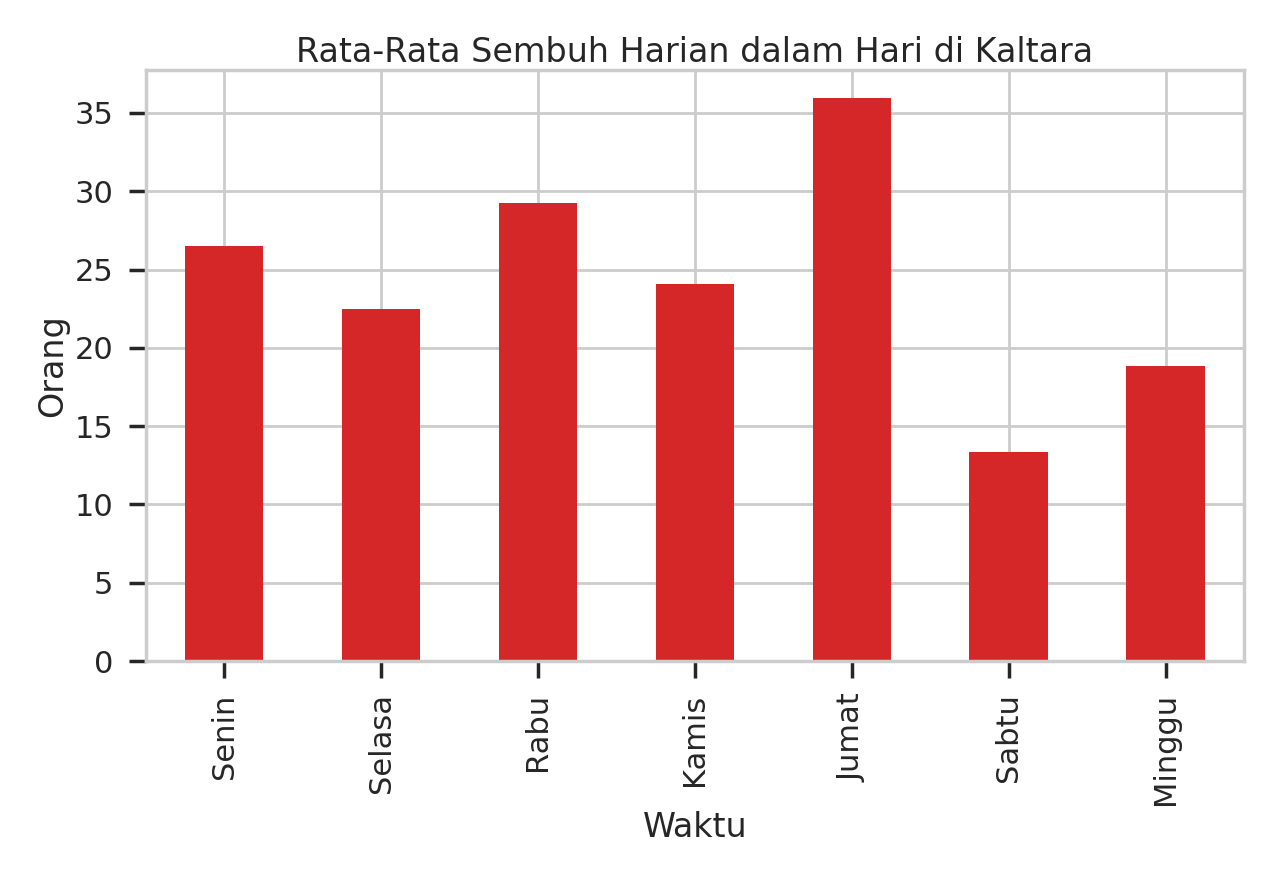 Rata-Rata Sembuh Harian dalam Hari di Kaltara
35
30
25
20
15
10
5
0
Orang
Senin
Selasa
Rabu
Kamis
Jumat
Sabtu
Minggu
Waktu